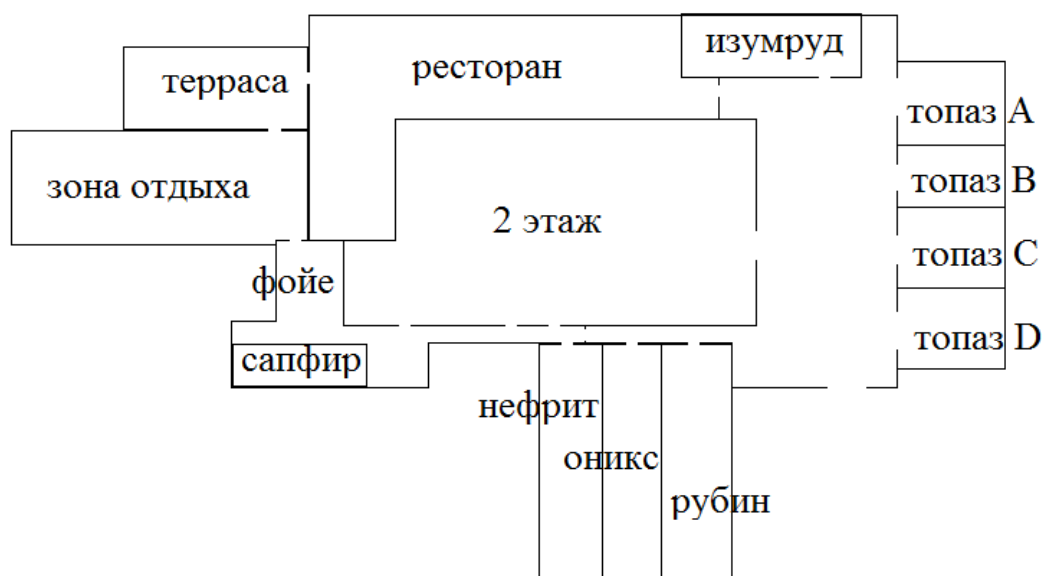 изумруд
ресторан
терраса
топаз A
зона отдыха
топаз B
2 этаж
топаз C
фойе
топаз D
сапфир
нефрит
оникс
рубин